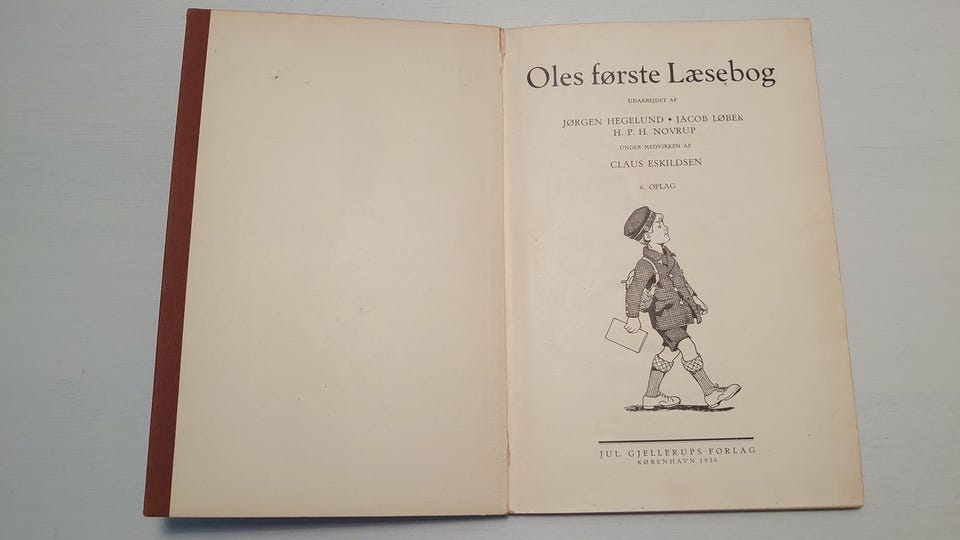 Oles første Læsebog
UDARBEJDET AF
JØRGEN HEGELUND • JACOB LØBEK
H. P. H. NOVRUP
UNDER MEDVIRKEN AF
CLAUS ESKILDSEN
6. OPLAG
JUL. GJELLERUPS FORLAG
KØBENHAVN 1936